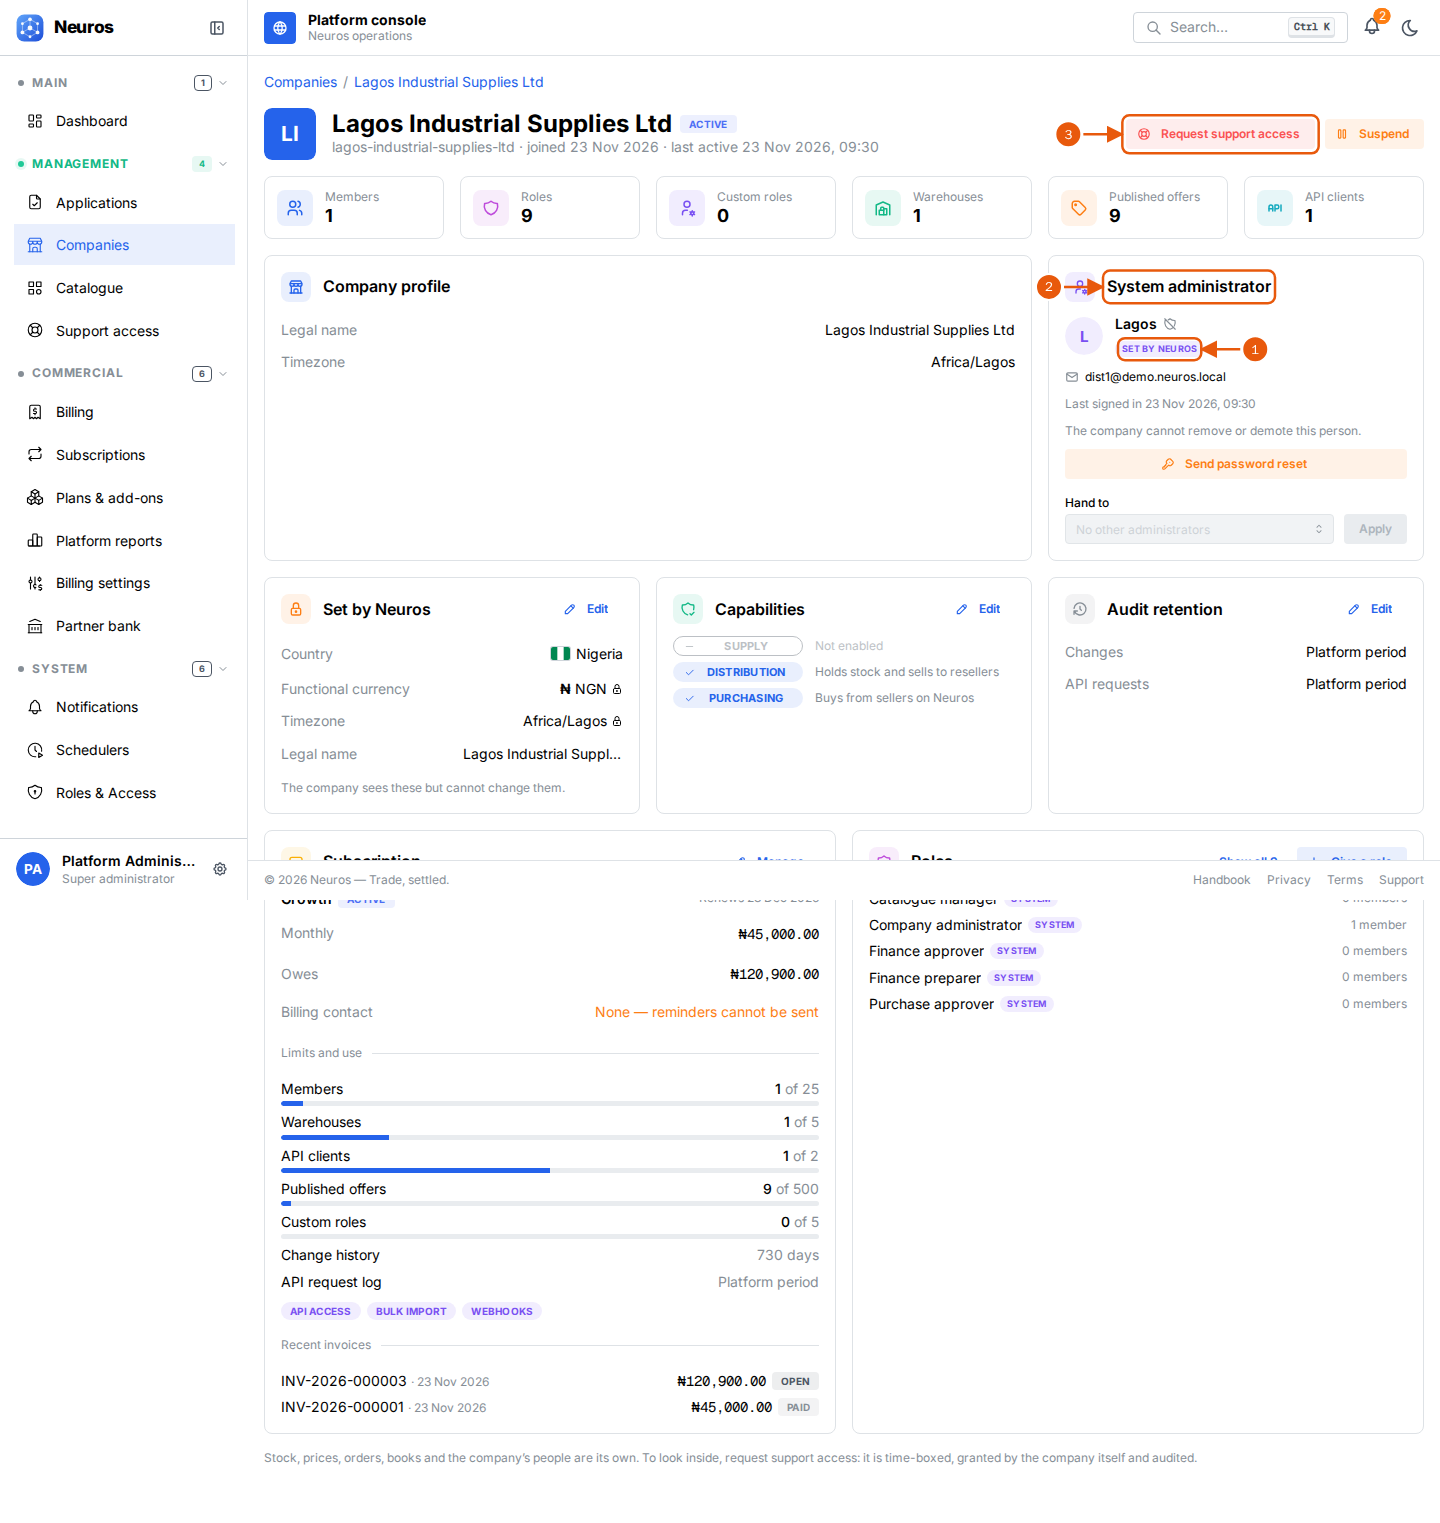 Neuros
MAIN 1
Dashboard
MANAGEMENT 4
Applications
Companies
Catalogue
Support access
COMMERCIAL 6
Billing
Subscriptions
Plans & add-ons
Platform reports
Billing settings
Partner bank
SYSTEM 6
Notifications
Schedulers
Roles & Access
PA Platform Adminis...
Super administrator
Platform console
Neuros operations
Search... Ctrl K
2
Companies / Lagos Industrial Supplies Ltd
LI Lagos Industrial Supplies Ltd ACTIVE
lagos-industrial-supplies-ltd · joined 23 Nov 2026 · last active 23 Nov 2026, 09:30
3 Request support access Suspend
Members
1
Roles
9
Custom roles
0
Warehouses
1
Published offers
9
API API clients
1
Company profile
Legal name Lagos Industrial Supplies Ltd
Timezone Africa/Lagos
2 System administrator
L Lagos
SET BY NEUROS 1
dist1@demo.neuros.local
Last signed in 23 Nov 2026, 09:30
The company cannot remove or demote this person.
Send password reset
Hand to
No other administrators Apply
Set by Neuros Edit
Country Nigeria
Functional currency ₦ NGN
Timezone Africa/Lagos
Legal name Lagos Industrial Suppl...
The company sees these but cannot change them.
Capabilities Edit
SUPPLY Not enabled
DISTRIBUTION Holds stock and sells to resellers
PURCHASING Buys from sellers on Neuros
Audit retention Edit
Changes Platform period
API requests Platform period
© 2026 Neuros — Trade, settled. Handbook Privacy Terms Support
Monthly ₦45,000.00
Owes ₦120,900.00
Billing contact None — reminders cannot be sent
Limits and use
Members 1 of 25
Warehouses 1 of 5
API clients 1 of 2
Published offers 9 of 500
Custom roles 0 of 5
Change history 730 days
API request log Platform period
API ACCESS BULK IMPORT WEBHOOKS
Recent invoices
INV-2026-000003 · 23 Nov 2026 ₦120,900.00 OPEN
INV-2026-000001 · 23 Nov 2026 ₦45,000.00 PAID
Catalogue manager SYSTEM 0 members
Company administrator SYSTEM 1 member
Finance approver SYSTEM 0 members
Finance preparer SYSTEM 0 members
Purchase approver SYSTEM 0 members
Stock, prices, orders, books and the company's people are its own. To look inside, request support access: it is time-boxed, granted by the company itself and audited.